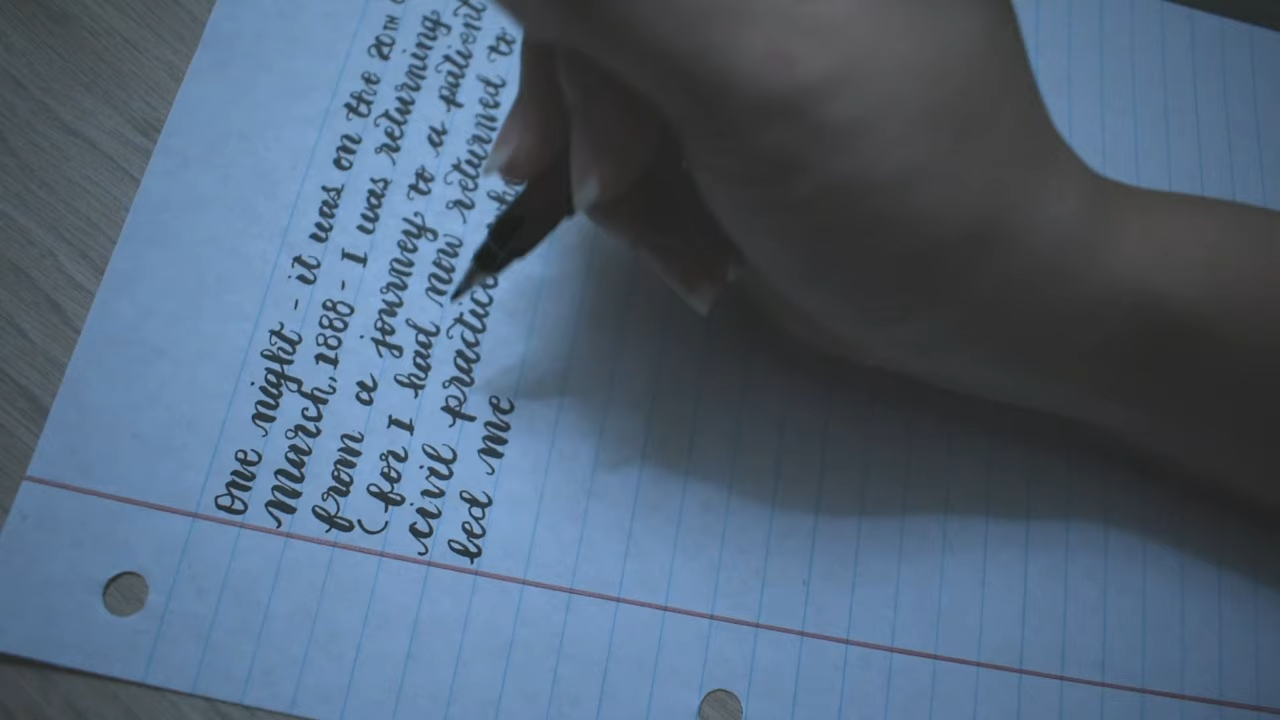 One night - it was on the 20TH
March, 1888 - I was returning
from a journey to a patient
(for I had now returned to
civil practice
led me